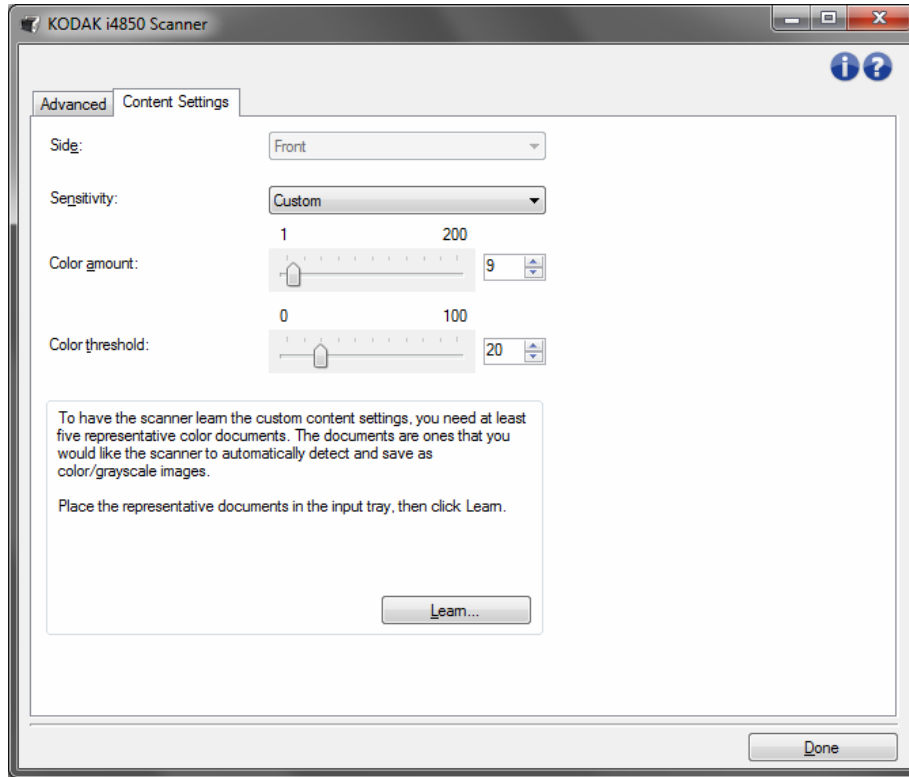 KODAK i4850 Scanner
Advanced
Content Settings
Side:
Front
Sensitivity:
Custom
1 200
Color amount:
9
0 100
Color threshold:
20
To have the scanner learn the custom content settings, you need at least
five representative color documents. The documents are ones that you
would like the scanner to automatically detect and save as
color/grayscale images.
Place the representative documents in the input tray, then click Learn.
Learn...
Done